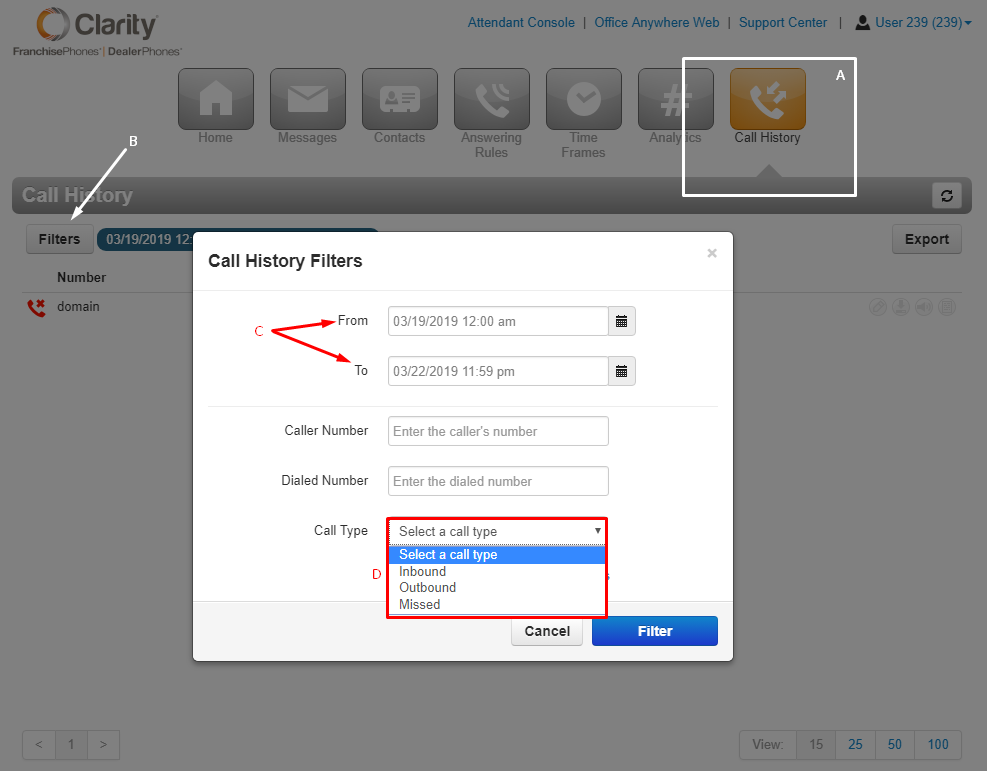 Clarity
FranchisePhones | DealerPhones
Attendant Console | Office Anywhere Web | Support Center | User 239 (239)
A
B
Home
Messages
Contacts
Answering
Rules
Time
Frames
#
Analytics
Call History
Call History
Filters
03/19/2019 12:
Export
Number
domain
Call History Filters
×
C
From
03/19/2019 12:00 am
To
03/22/2019 11:59 pm
Caller Number
Enter the caller's number
Dialed Number
Enter the dialed number
Call Type
Select a call type
Select a call type
D
Inbound
Outbound
Missed
s
Cancel
Filter
< 1 >
View: 15 25 50 100